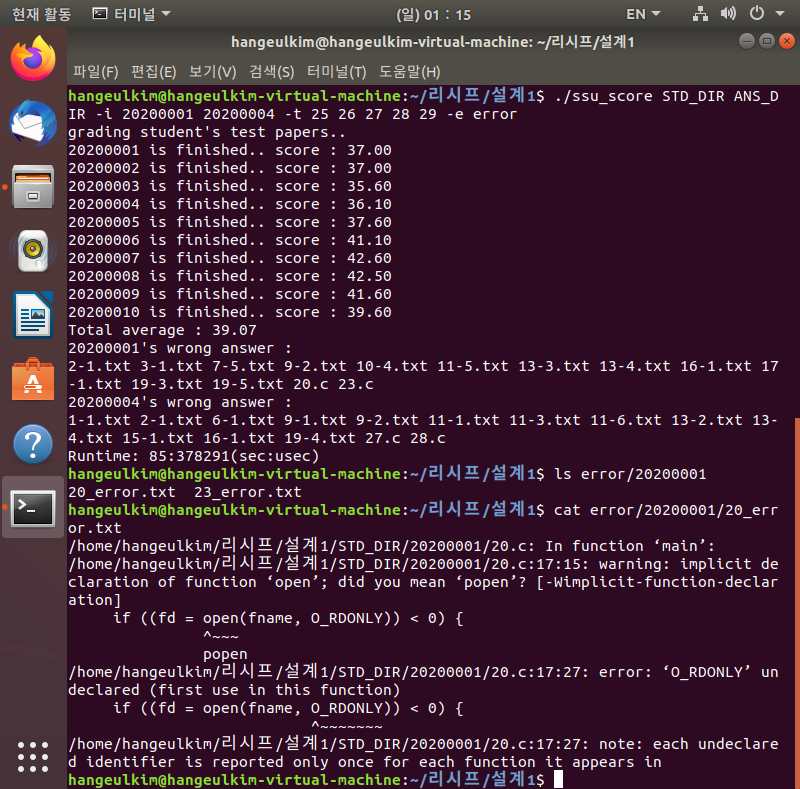 현재 활동 터미널 (일) 01 : 15 EN
hangeulkim@hangeulkim-virtual-machine: ~/리시프/설계1
파일(F) 편집(E) 보기(V) 검색(S) 터미널(T) 도움말(H)
hangeulkim@hangeulkim-virtual-machine:~/리시프/설계1$ ./ssu_score STD_DIR ANS_D
IR -i 20200001 20200004 -t 25 26 27 28 29 -e error
grading student's test papers..
20200001 is finished.. score : 37.00
20200002 is finished.. score : 37.00
20200003 is finished.. score : 35.60
20200004 is finished.. score : 36.10
20200005 is finished.. score : 37.60
20200006 is finished.. score : 41.10
20200007 is finished.. score : 42.60
20200008 is finished.. score : 42.50
20200009 is finished.. score : 41.60
20200010 is finished.. score : 39.60
Total average : 39.07
20200001's wrong answer :
2-1.txt 3-1.txt 7-5.txt 9-2.txt 10-4.txt 11-5.txt 13-3.txt 13-4.txt 16-1.txt 17
-1.txt 19-3.txt 19-5.txt 20.c 23.c
20200004's wrong answer :
1-1.txt 2-1.txt 6-1.txt 9-1.txt 9-2.txt 11-1.txt 11-3.txt 11-6.txt 13-2.txt 13-
4.txt 15-1.txt 16-1.txt 19-4.txt 27.c 28.c
Runtime: 85:378291(sec:usec)
hangeulkim@hangeulkim-virtual-machine:~/리시프/설계1$ ls error/20200001
20_error.txt  23_error.txt
hangeulkim@hangeulkim-virtual-machine:~/리시프/설계1$ cat error/20200001/20_err
or.txt
/home/hangeulkim/리시프/설계1/STD_DIR/20200001/20.c: In function ‘main’:
/home/hangeulkim/리시프/설계1/STD_DIR/20200001/20.c:17:15: warning: implicit de
claration of function ‘open’; did you mean ‘popen’? [-Wimplicit-function-declar
ation]
     if ((fd = open(fname, O_RDONLY)) < 0) {
               ^~~~
               popen
/home/hangeulkim/리시프/설계1/STD_DIR/20200001/20.c:17:27: error: ‘O_RDONLY’ un
declared (first use in this function)
     if ((fd = open(fname, O_RDONLY)) < 0) {
                           ^~~~~~~~
/home/hangeulkim/리시프/설계1/STD_DIR/20200001/20.c:17:27: note: each undeclare
d identifier is reported only once for each function it appears in
hangeulkim@hangeulkim-virtual-machine:~/리시프/설계1$